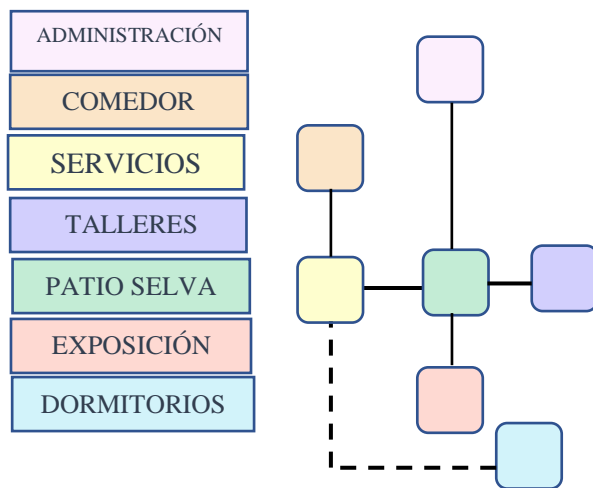 ADMINISTRACIÓN
COMEDOR
SERVICIOS
TALLERES
PATIO SELVA
EXPOSICIÓN
DORMITORIOS